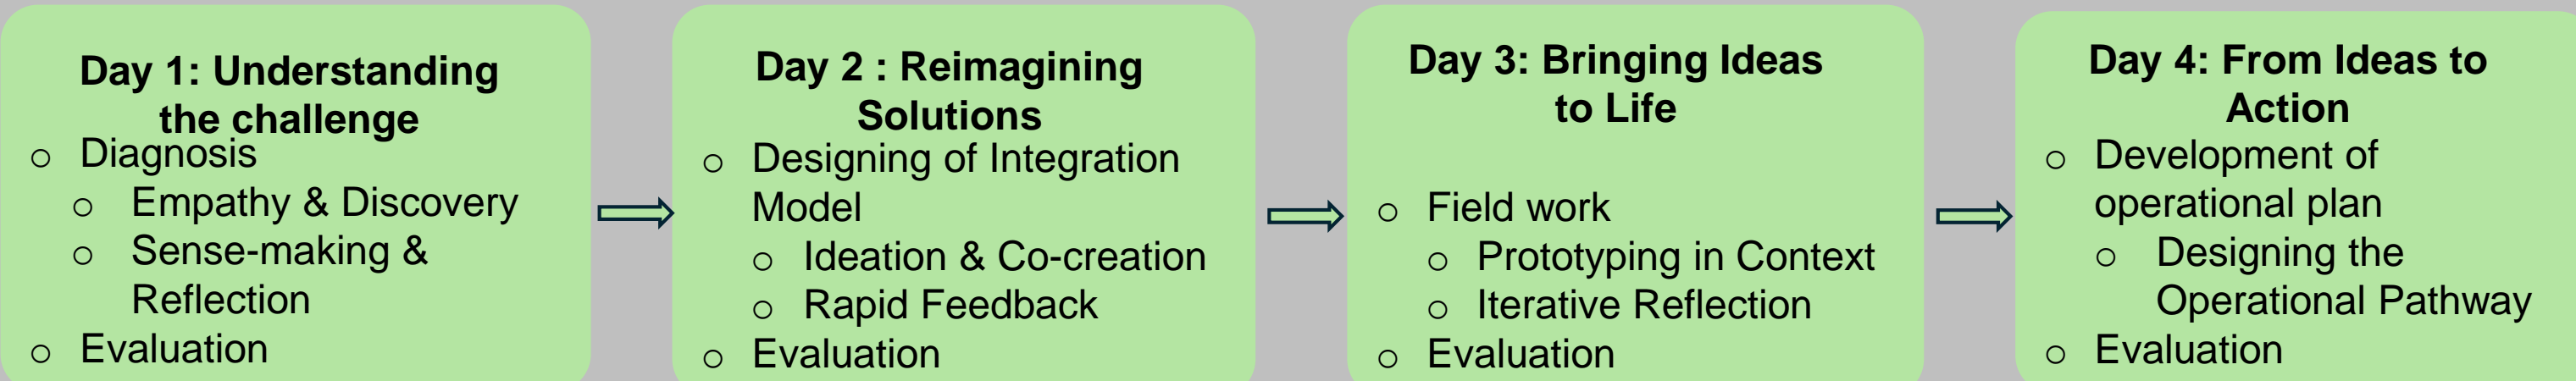 Day 1: Understanding
the challenge
o Diagnosis
o Empathy & Discovery
o Sense-making &
Reflection
o Evaluation
Day 2 : Reimagining
Solutions
o Designing of Integration
Model
o Ideation & Co-creation
o Rapid Feedback
o Evaluation
Day 3: Bringing Ideas
to Life
o Field work
o Prototyping in Context
o Iterative Reflection
o Evaluation
Day 4: From Ideas to
Action
o Development of
operational plan
o Designing the
Operational Pathway
o Evaluation